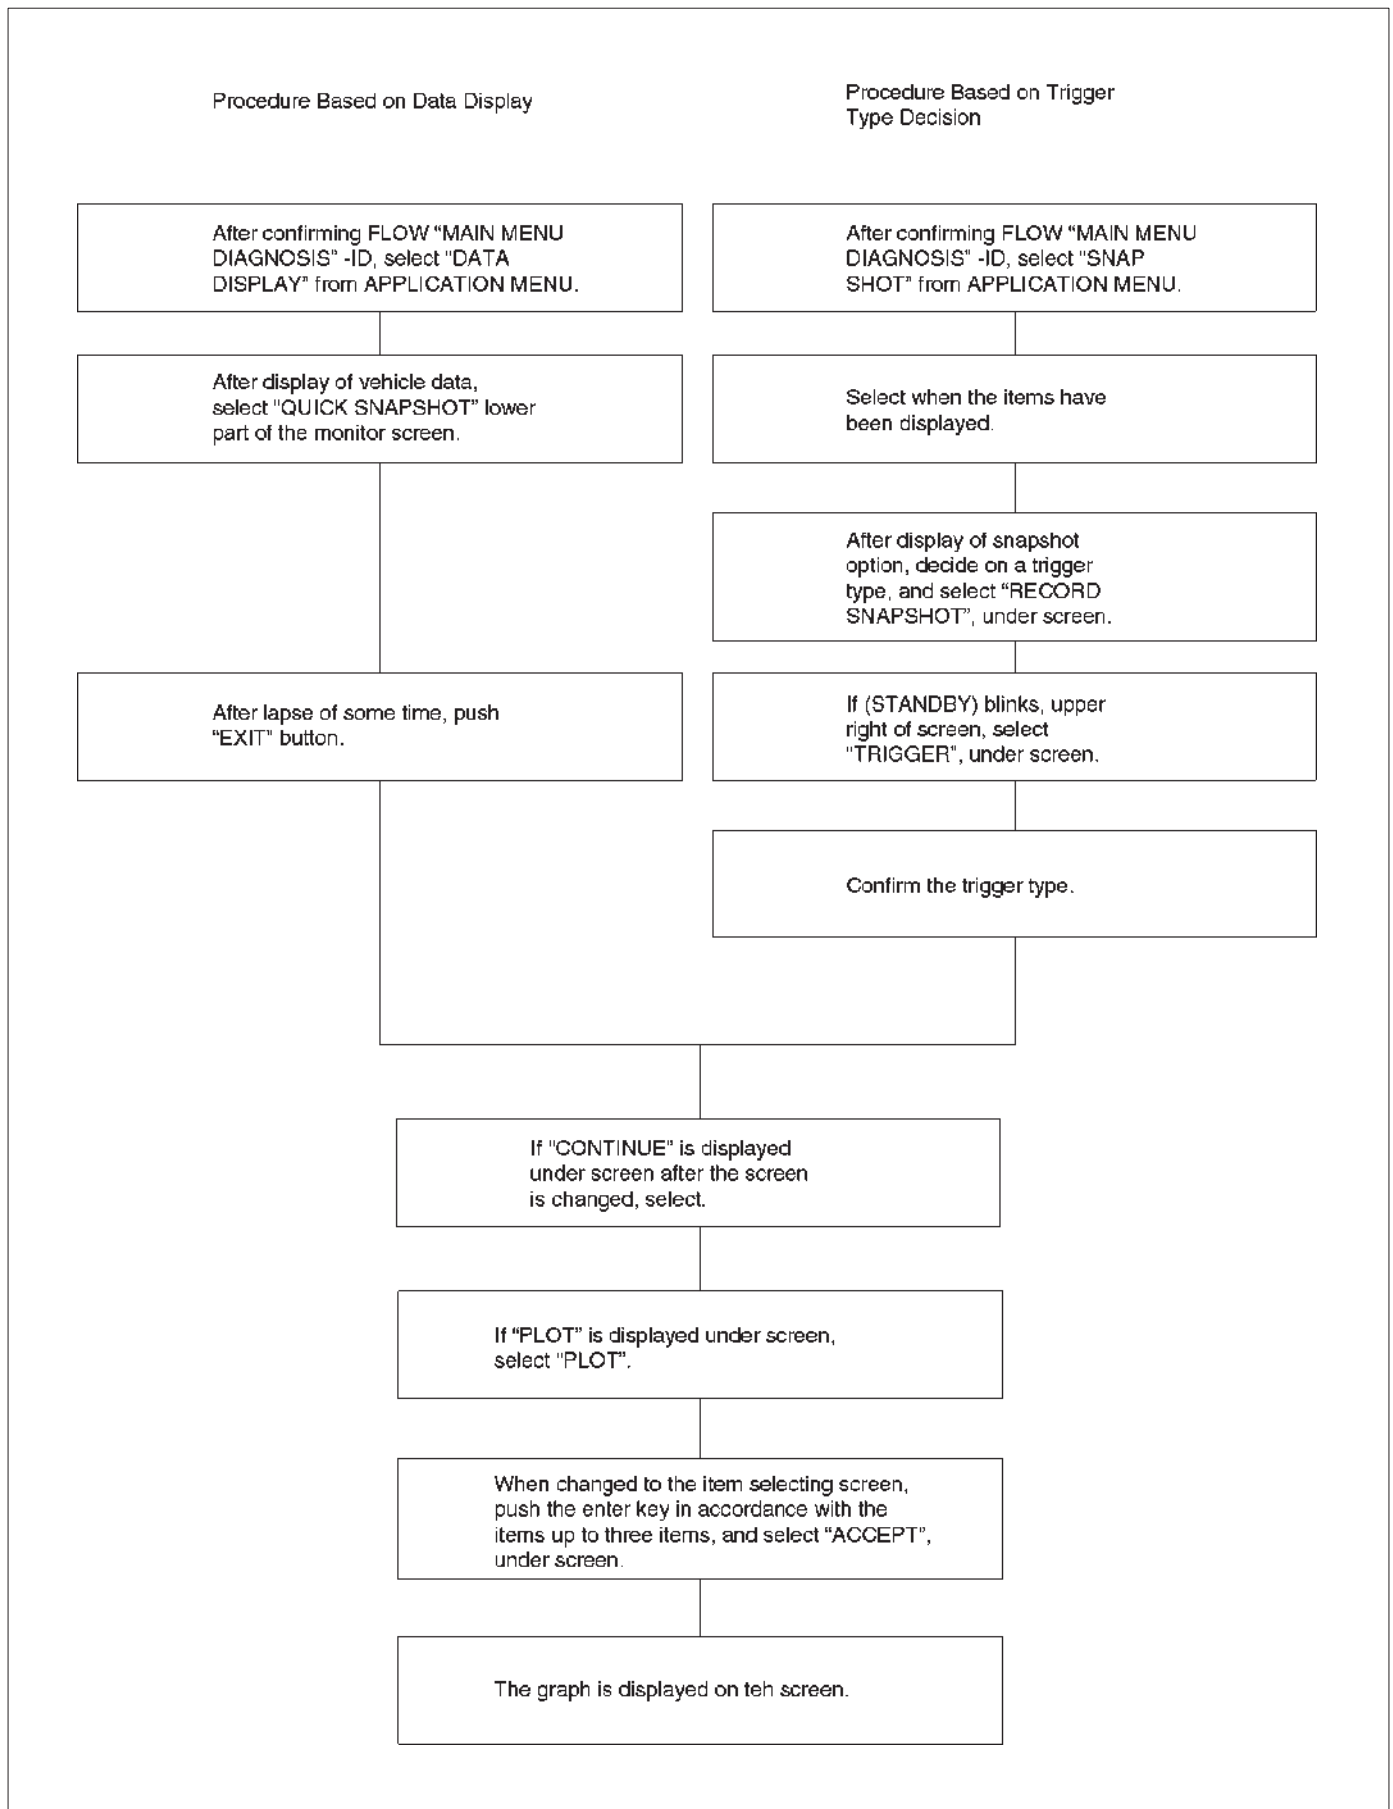 Procedure Based on Data Display
Procedure Based on Trigger
Type Decision
After confirming FLOW “MAIN MENU
DIAGNOSIS” -ID, select "DATA
DISPLAY” from APPLICATION MENU.
After confirming FLOW “MAIN MENU
DIAGNOSIS” -ID, select "SNAP
SHOT” from APPLICATION MENU.
After display of vehicle data,
select "QUICK SNAPSHOT” lower
part of the monitor screen.
Select when the items have
been displayed.
After display of snapshot
option, decide on a trigger
type, and select “RECORD
SNAPSHOT”, under screen.
After lapse of some time, push
“EXIT” button.
If (STANDBY) blinks, upper
right of screen, select
"TRIGGER”, under screen.
Confirm the trigger type.
If "CONTINUE” is displayed
under screen after the screen
is changed, select.
If “PLOT” is displayed under screen,
select “PLOT”.
When changed to the item selecting screen,
push the enter key in accordance with the
items up to three items, and select “ACCEPT”,
under screen.
The graph is displayed on teh screen.